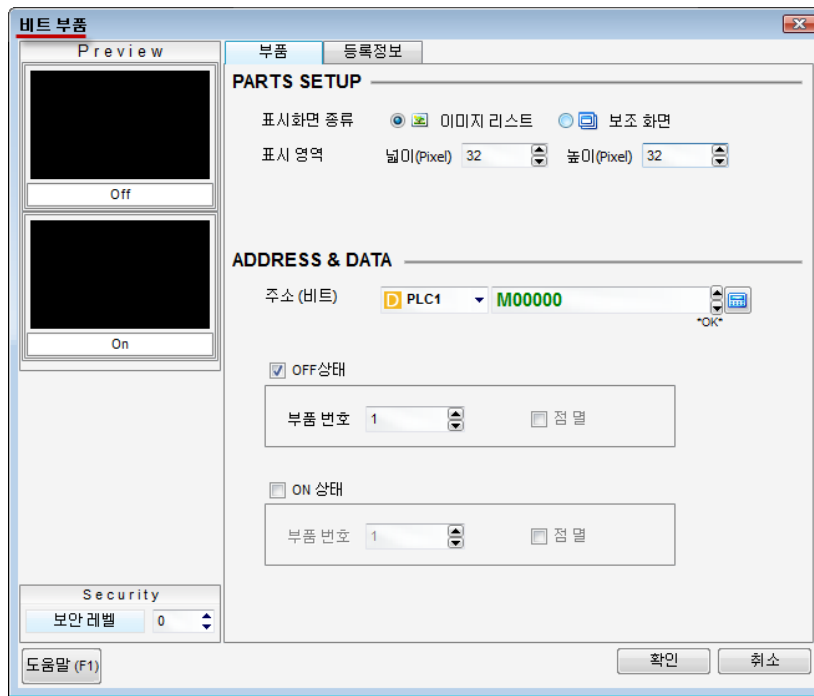 비트 부품
Preview
Off
On
Security
보안 레벨 0
도움말 (F1)
부품 등록정보
PARTS SETUP
표시화면 종류 이미지 리스트 보조 화면
표시 영역 넓이(Pixel) 32 높이(Pixel) 32
ADDRESS & DATA
주소 (비트) D PLC1 M00000
*OK*
OFF상태
부품 번호 1 점 멸
ON 상태
부품 번호 1 점 멸
확인 취소